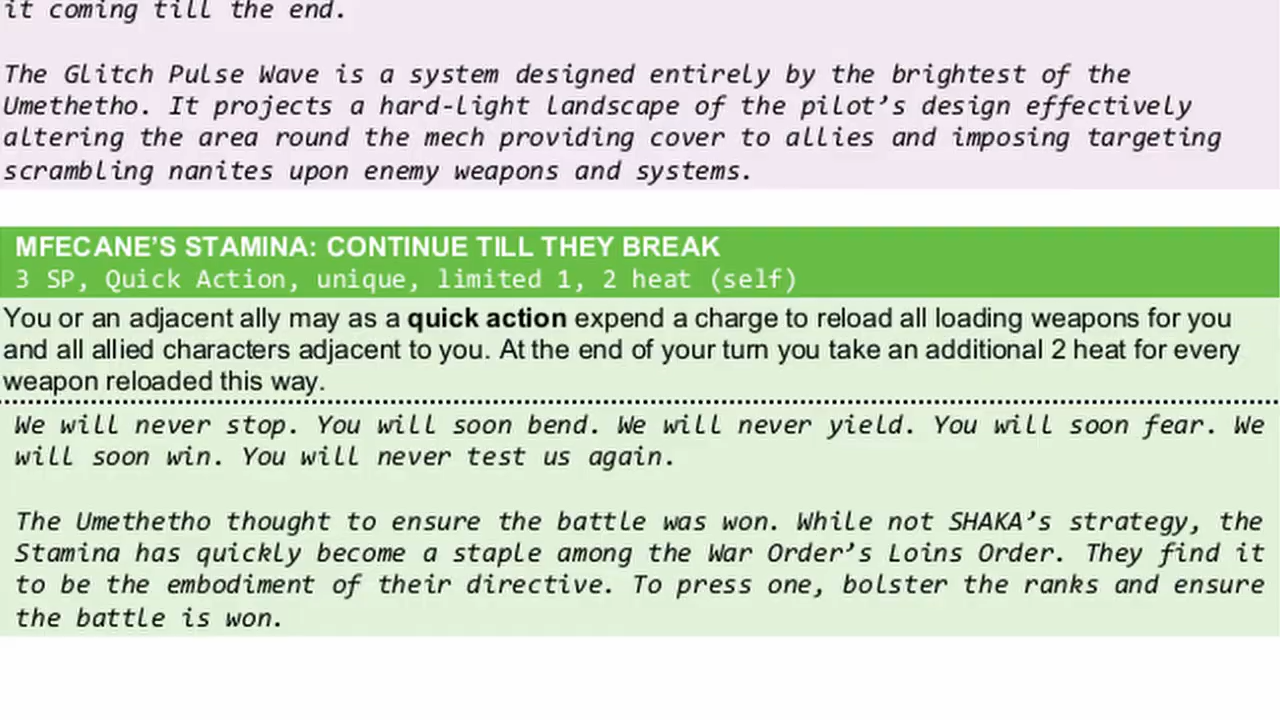 it coming till the end.
The Glitch Pulse Wave is a system designed entirely by the brightest of the
Umethetho. It projects a hard-light landscape of the pilot’s design effectively
altering the area round the mech providing cover to allies and imposing targeting
scrambling nanites upon enemy weapons and systems.
MFECANE’S STAMINA: CONTINUE TILL THEY BREAK
3 SP, Quick Action, unique, limited 1, 2 heat (self)
You or an adjacent ally may as a quick action expend a charge to reload all loading weapons for you
and all allied characters adjacent to you. At the end of your turn you take an additional 2 heat for every
weapon reloaded this way.
We will never stop. You will soon bend. We will never yield. You will soon fear. We
will soon win. You will never test us again.
The Umethetho thought to ensure the battle was won. While not SHAKA’s strategy, the
Stamina has quickly become a staple among the War Order’s Loins Order. They find it
to be the embodiment of their directive. To press one, bolster the ranks and ensure
the battle is won.